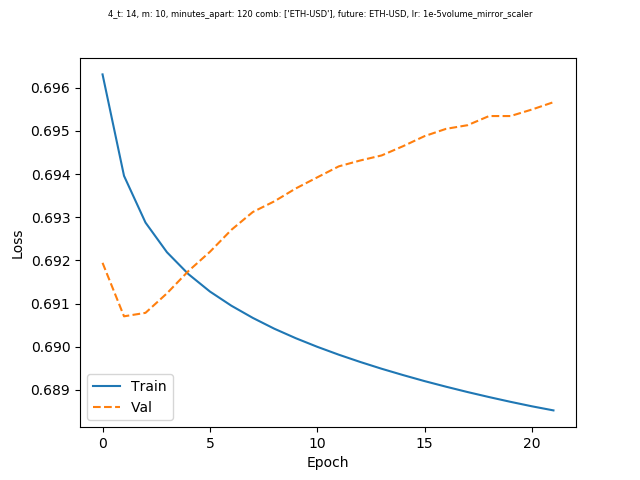 4_t: 14, m: 10, minutes_apart: 120 comb: ['ETH-USD'], future: ETH-USD, lr: 1e-5volume_mirror_scaler
0.696
0.695
0.694
0.693
0.692
0.691
0.690
0.689
Loss
Train
Val
0 5 10 15 20
Epoch